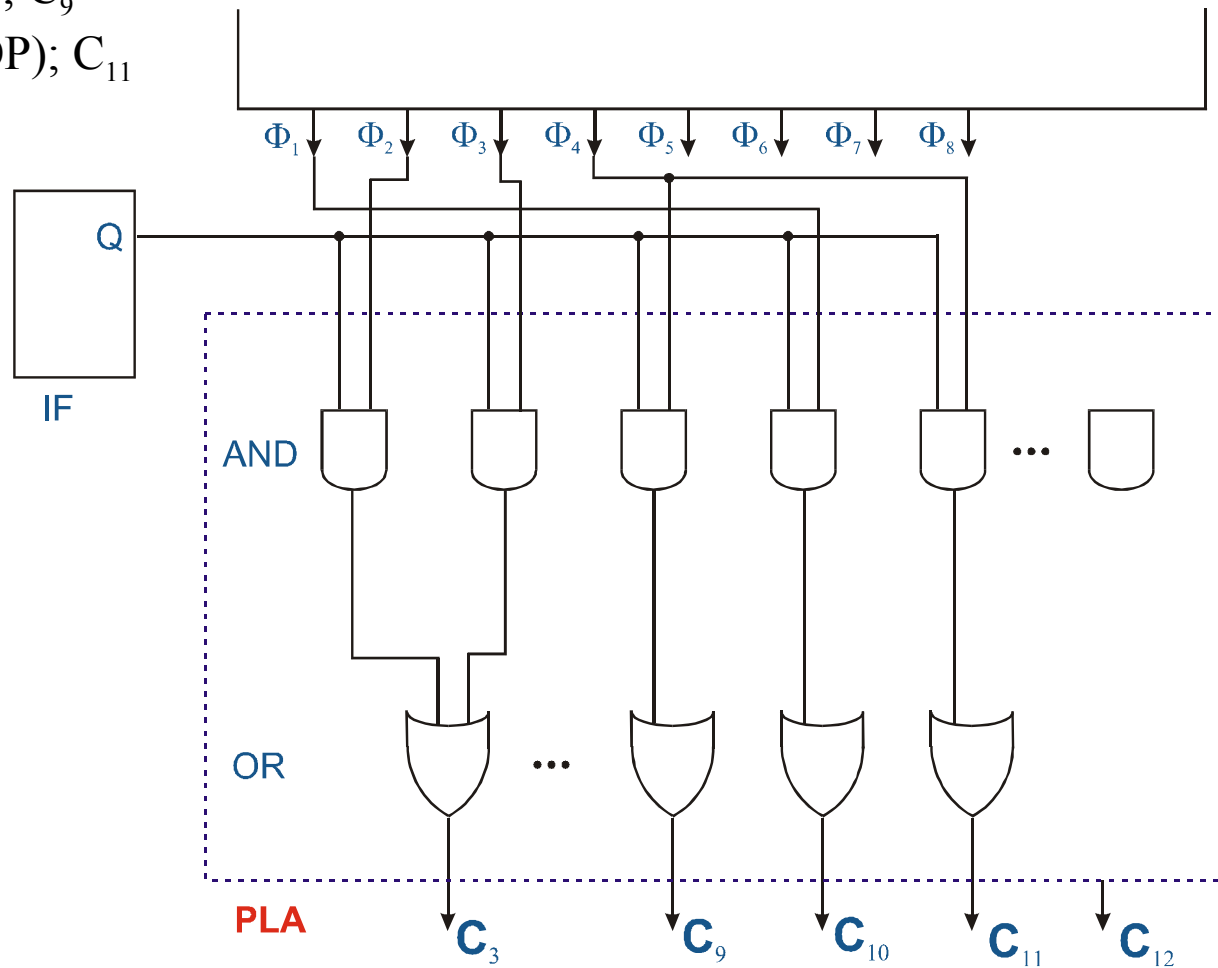 ; C₉
OP); C₁₁
Φ₁ Φ₂ Φ₃ Φ₄ Φ₅ Φ₆ Φ₇ Φ₈
Q
IF
AND ...
OR ...
PLA
C₃ C₉ C₁₀ C₁₁ C₁₂